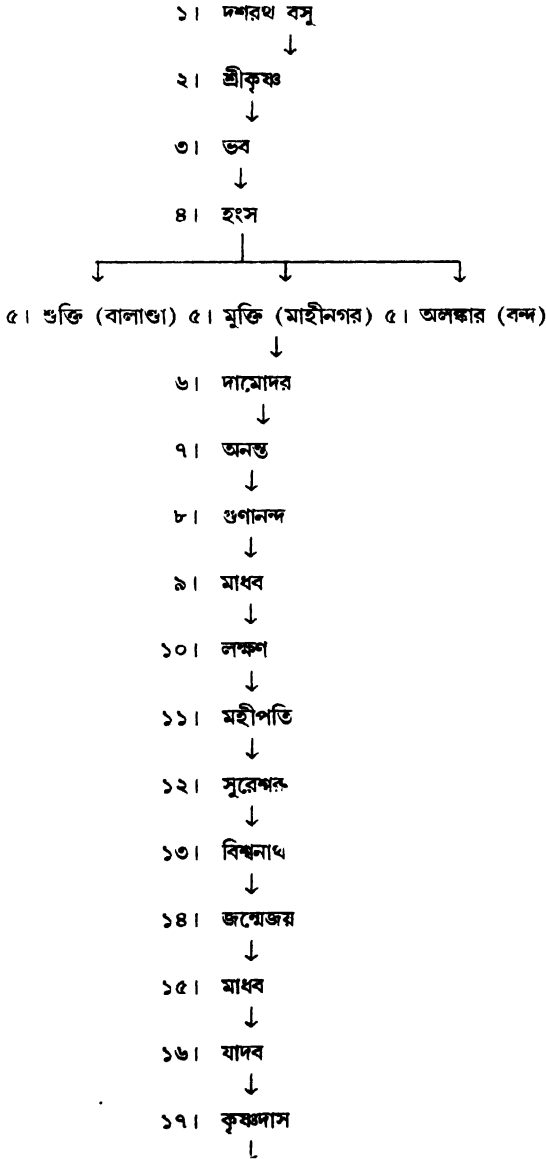 ১। দশরথ বসু
২। শ্রীকৃষ্ণ
৩। ভব
৪। হংস
৫। শুক্তি (বালাণ্ডা) ৫। মুক্তি (মাহীনগর) ৫। অলঙ্কার (বন্দ)
৬। দামোদর
৭। অনন্ত
৮। গুণানন্দ
৯। মাধব
১০। লক্ষণ
১১। মহীপতি
১২। সুরেশ্বর
১৩। বিশ্বনাথ
১৪। জন্মেজয়
১৫। মাধব
১৬। যাদব
১৭। কৃষ্ণদাস